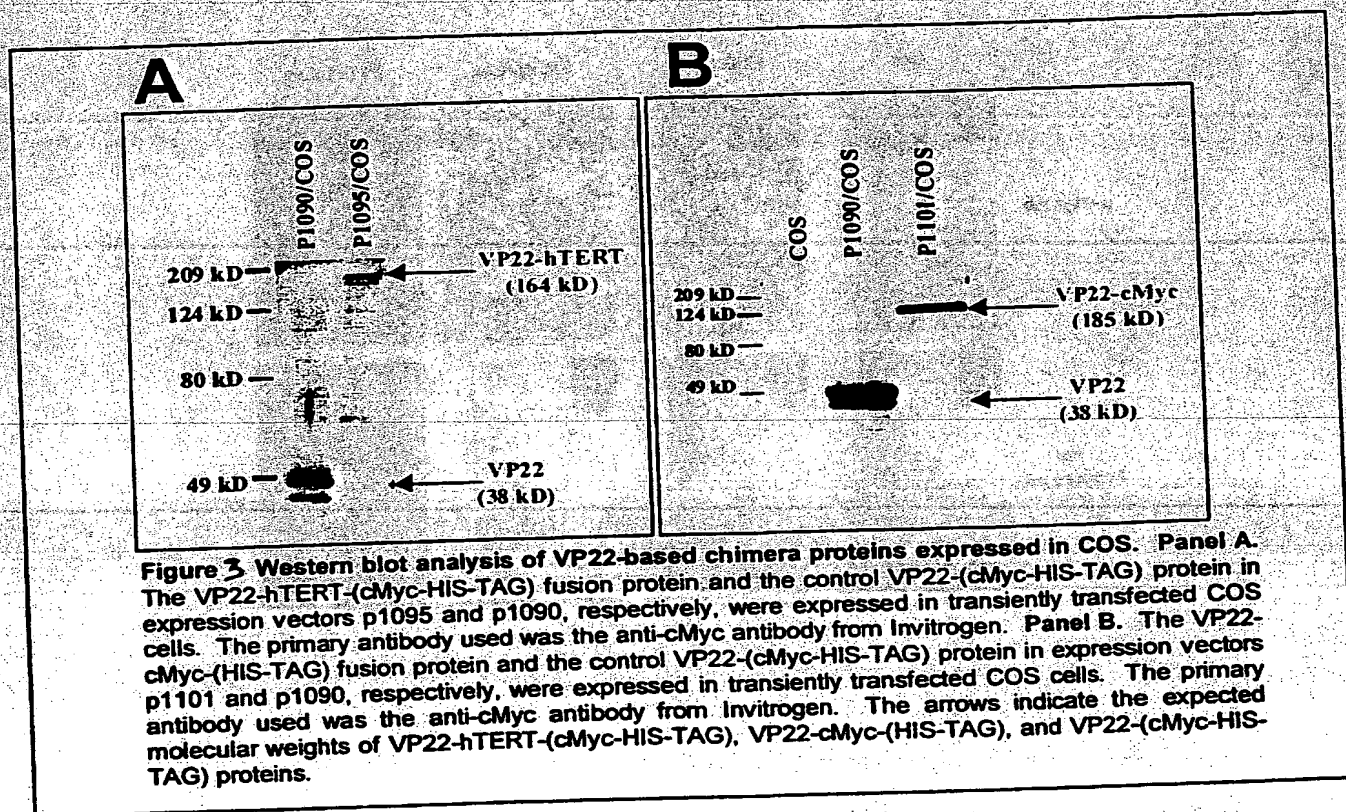 A
B
P1090/COS
P1095/COS
209 kD
124 kD
80 kD
49 kD
VP22-hTERT
(164 kD)
VP22
(38 kD)
COS
P1090/COS
P1101/COS
209 kD
124 kD
80 kD
49 kD
VP22-cMyc
(185 kD)
VP22
(38 kD)
Figure 3 Western blot analysis of VP22-based chimera proteins expressed in COS. Panel A.
The VP22-hTERT-(cMyc-HIS-TAG) fusion protein and the control VP22-(cMyc-HIS-TAG) protein in
expression vectors p1095 and p1090, respectively, were expressed in transiently transfected COS
cells. The primary antibody used was the anti-cMyc antibody from Invitrogen. Panel B. The VP22-
cMyc-(HIS-TAG) fusion protein and the control VP22-(cMyc-HIS-TAG) protein in expression vectors
p1101 and p1090, respectively, were expressed in transiently transfected COS cells. The primary
antibody used was the anti-cMyc antibody from Invitrogen. The arrows indicate the expected
molecular weights of VP22-hTERT-(cMyc-HIS-TAG), VP22-cMyc-(HIS-TAG), and VP22-(cMyc-HIS-
TAG) proteins.